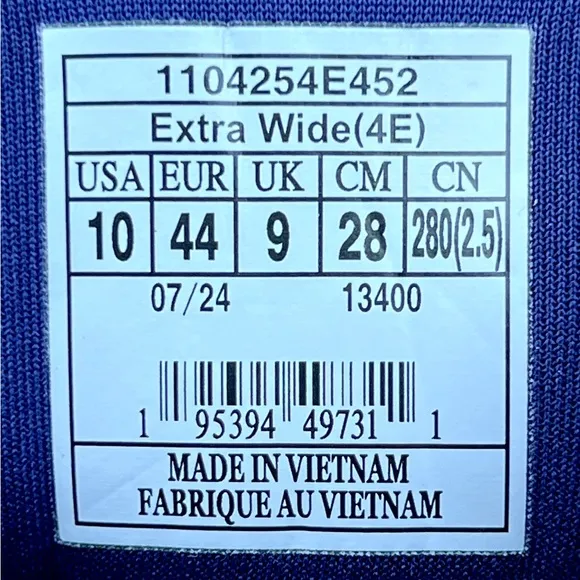 1104254E452
Extra Wide(4E)
USA EUR UK CM CN
10 44 9 28 280(2.5)
07/24 13400
1 95394 49731 1
MADE IN VIETNAM
FABRIQUE AU VIETNAM